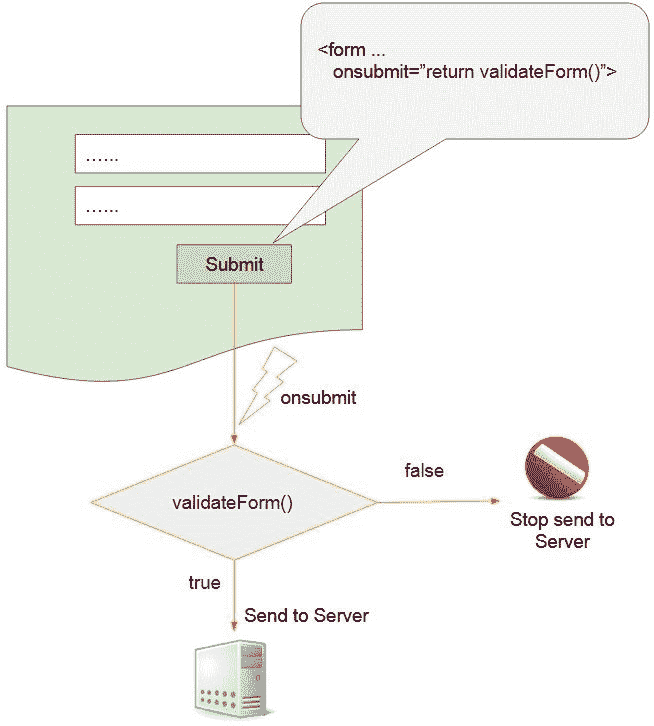 <form ...
onsubmit=”return validateForm()”>
......
......
Submit
onsubmit
validateForm()
false
Stop send to
Server
true
Send to Server